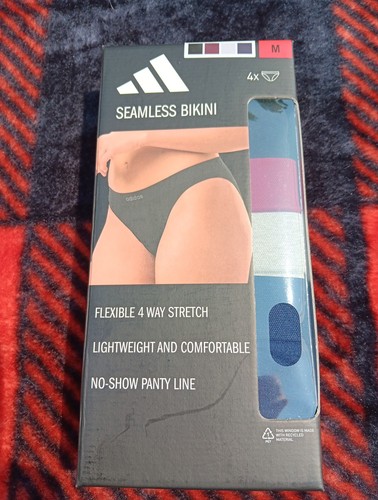 M
4x
SEAMLESS BIKINI
FLEXIBLE 4 WAY STRETCH
LIGHTWEIGHT AND COMFORTABLE
NO-SHOW PANTY LINE
THIS WINDOW IS MADE
WITH RECYCLED
MATERIAL